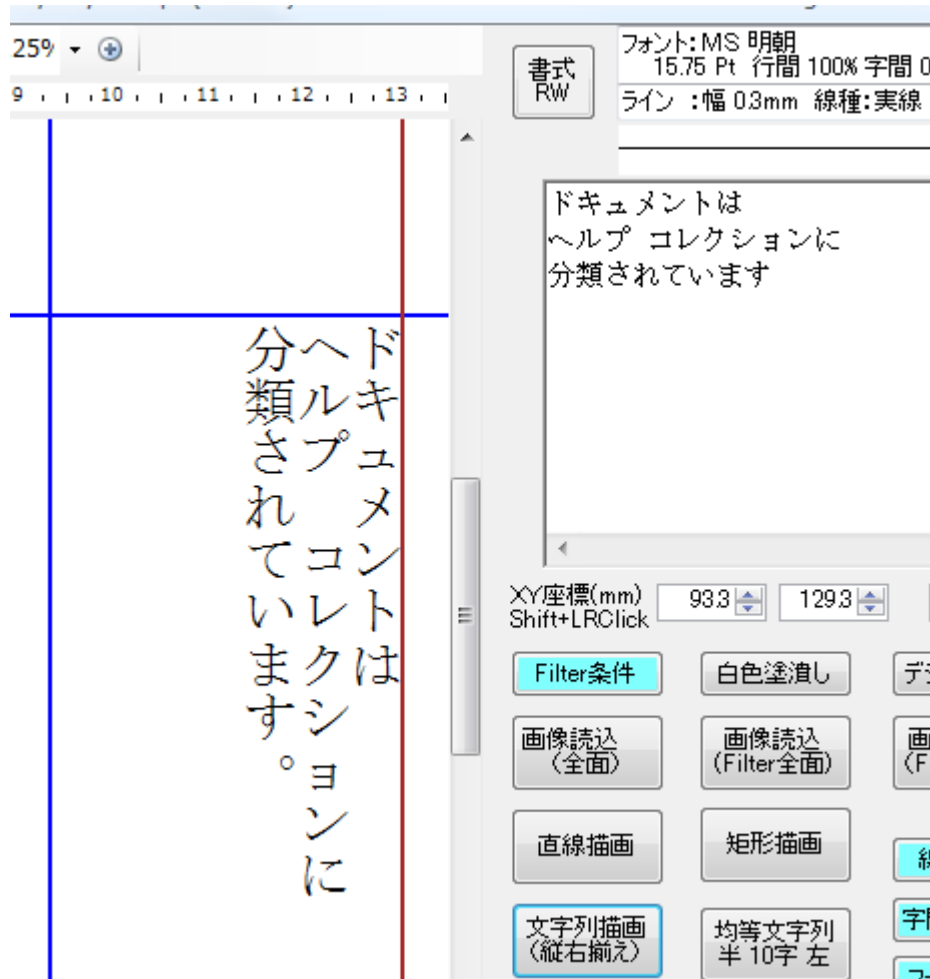 25%
9 10 11 12 13
ドキュメントは
ヘルプ コレクションに
分類されています。
書式
RW
フォント:MS 明朝
15.75 Pt 行間 100% 字間 0
ライン :幅 0.3mm 線種:実線
ドキュメントは
ヘルプ コレクションに
分類されています
XY座標(mm) 93.3 129.3
Shift+LRClick
Filter条件 白色塗潰し デ
画像読込
(全面)
画像読込
(Filter全面)
画
(F
直線描画 矩形描画
文字列描画
(縦右揃え)
均等文字列
半 10字 左
字